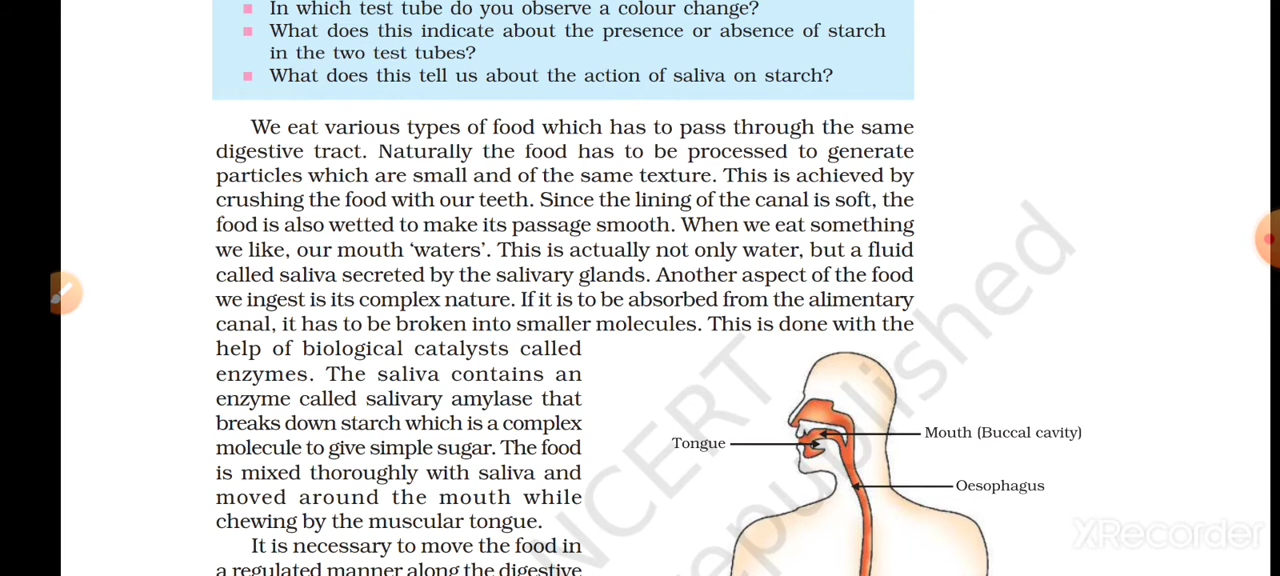 In which test tube do you observe a colour change?
What does this indicate about the presence or absence of starch
in the two test tubes?
What does this tell us about the action of saliva on starch?
We eat various types of food which has to pass through the same
digestive tract. Naturally the food has to be processed to generate
particles which are small and of the same texture. This is achieved by
crushing the food with our teeth. Since the lining of the canal is soft, the
food is also wetted to make its passage smooth. When we eat something
we like, our mouth ‘waters’. This is actually not only water, but a fluid
called saliva secreted by the salivary glands. Another aspect of the food
we ingest is its complex nature. If it is to be absorbed from the alimentary
canal, it has to be broken into smaller molecules. This is done with the
help of biological catalysts called
enzymes. The saliva contains an
enzyme called salivary amylase that
breaks down starch which is a complex
molecule to give simple sugar. The food
is mixed thoroughly with saliva and
moved around the mouth while
chewing by the muscular tongue.
It is necessary to move the food in
a regulated manner along the digestive
Tongue
Mouth (Buccal cavity)
Oesophagus
NCERT
republished
XRecorder